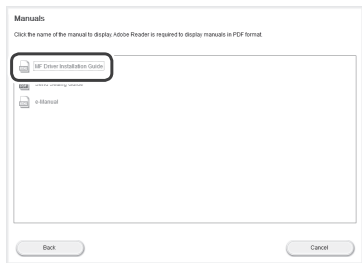 Manuals
Click the name of the manual to display. Adobe Reader is required to display manuals in PDF format.
MF Driver Installation Guide
e-Manual
Back
Cancel